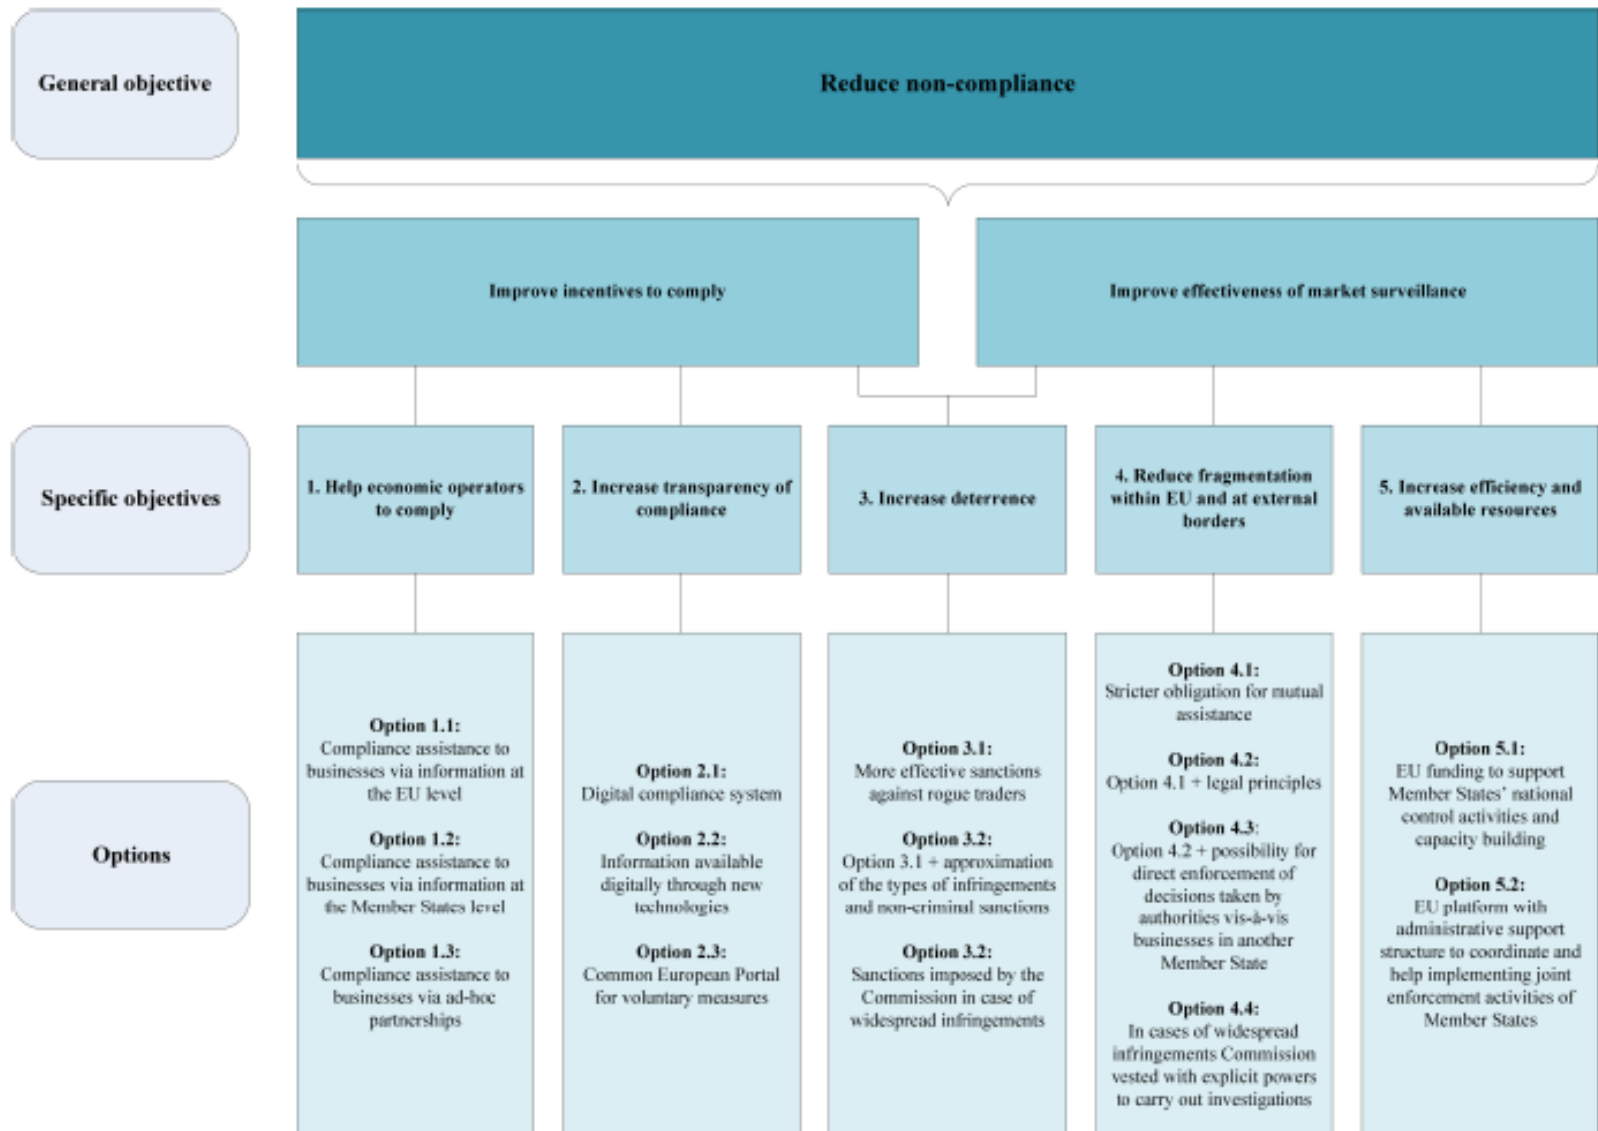 General objective
Reduce non-compliance
Improve incentives to comply
Improve effectiveness of market surveillance
Specific objectives
1. Help economic operators
to comply
2. Increase transparency of
compliance
3. Increase deterrence
4. Reduce fragmentation
within EU and at external
borders
5. Increase efficiency and
available resources
Options
Option 1.1:
Compliance assistance to
businesses via information at
the EU level
Option 1.2:
Compliance assistance to
businesses via information at
the Member States level
Option 1.3:
Compliance assistance to
businesses via ad-hoc
partnerships
Option 2.1:
Digital compliance system
Option 2.2:
Information available
digitally through new
technologies
Option 2.3:
Common European Portal
for voluntary measures
Option 3.1:
More effective sanctions
against rogue traders
Option 3.2:
Option 3.1 + approximation
of the types of infringements
and non-criminal sanctions
Option 3.2:
Sanctions imposed by the
Commission in case of
widespread infringements
Option 4.1:
Stricter obligation for mutual
assistance
Option 4.2:
Option 4.1 + legal principles
Option 4.3:
Option 4.2 + possibility for
direct enforcement of
decisions taken by
authorities vis-à-vis
businesses in another
Member State
Option 4.4:
In cases of widespread
infringements Commission
vested with explicit powers
to carry out investigations
Option 5.1:
EU funding to support
Member States' national
control activities and
capacity building
Option 5.2:
EU platform with
administrative support
structure to coordinate and
help implementing joint
enforcement activities of
Member States